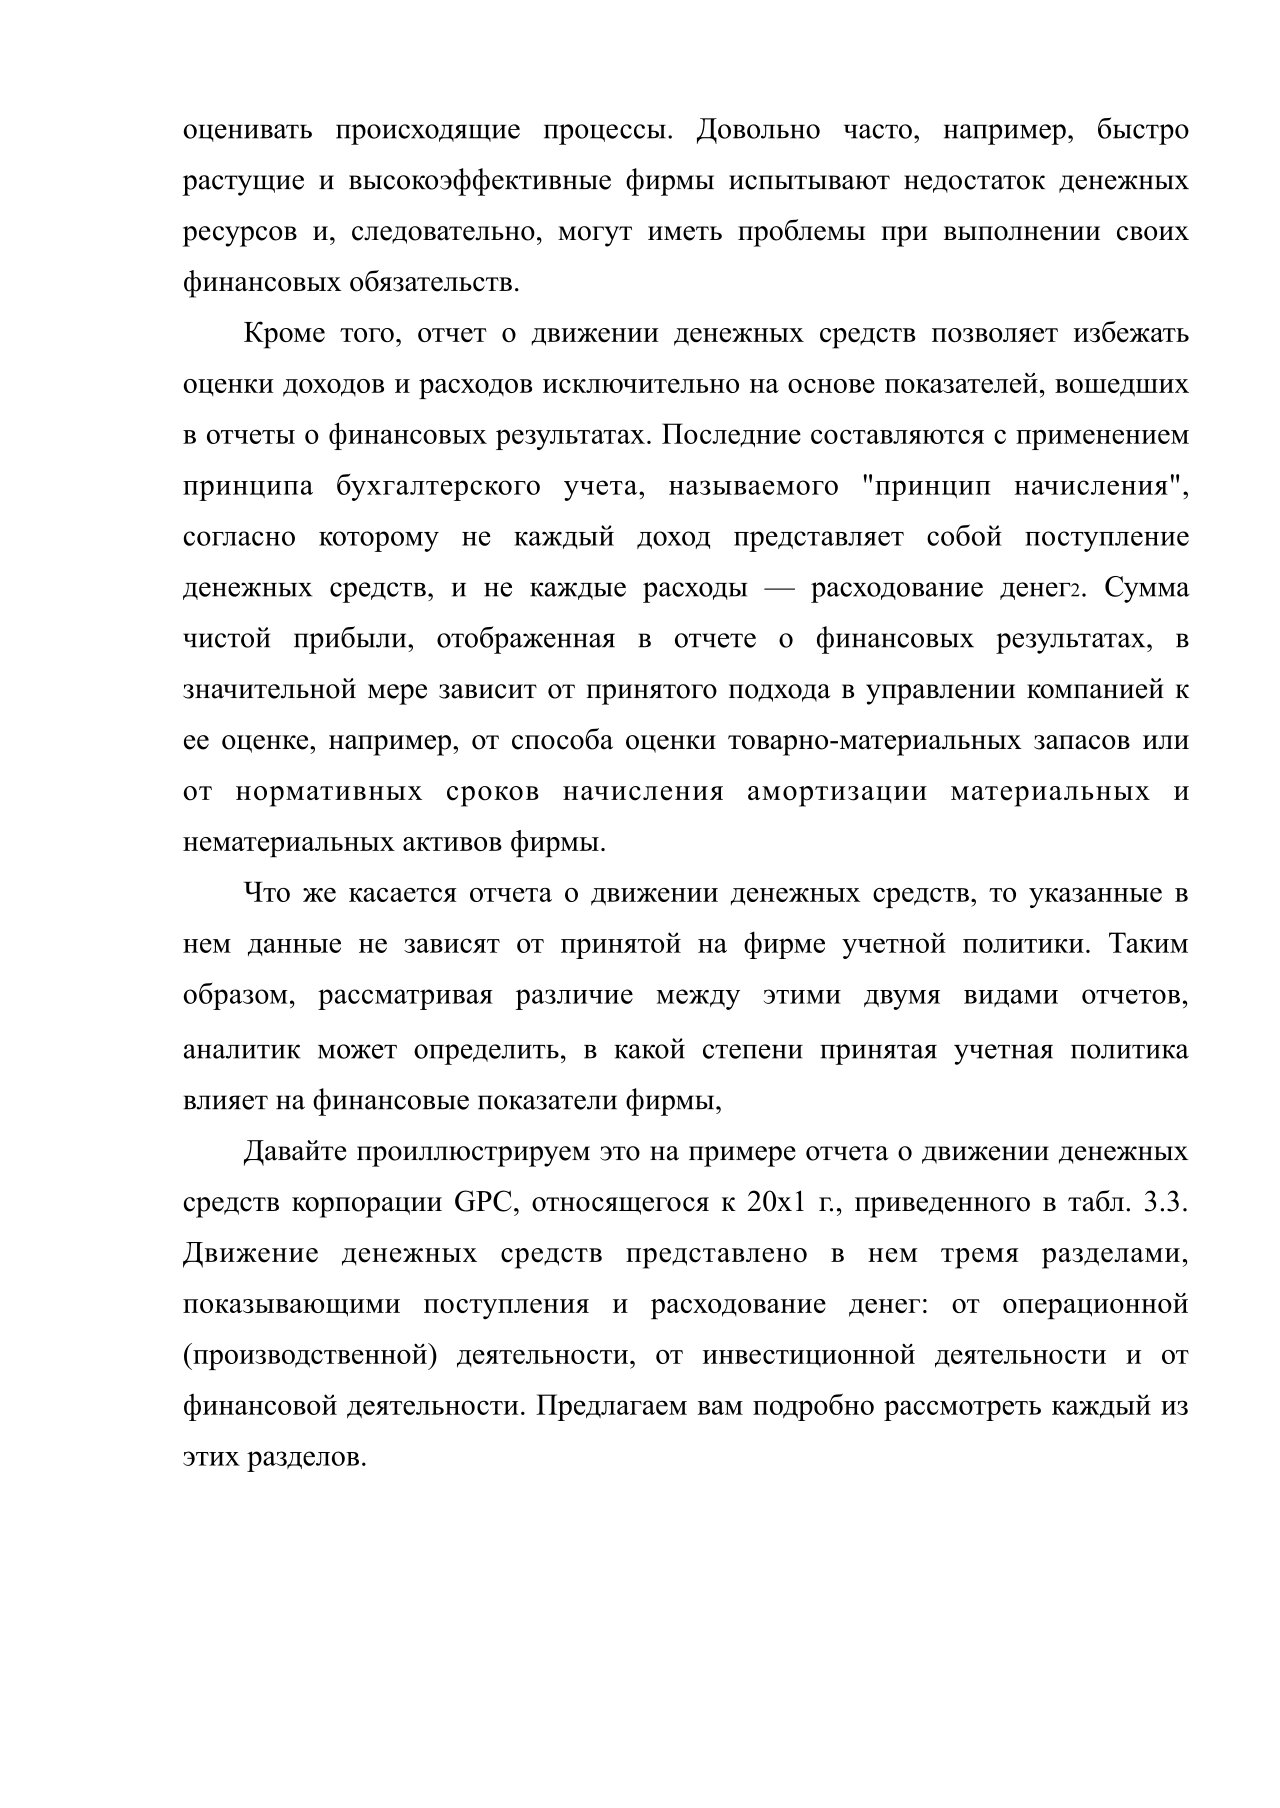 оценивать происходящие процессы. Довольно часто, например, быстро
растущие и высокоэффективные фирмы испытывают недостаток денежных
ресурсов и, следовательно, могут иметь проблемы при выполнении своих
финансовых обязательств.
Кроме того, отчет о движении денежных средств позволяет избежать
оценки доходов и расходов исключительно на основе показателей, вошедших
в отчеты о финансовых результатах. Последние составляются с применением
принципа бухгалтерского учета, называемого "принцип начисления",
согласно которому не каждый доход представляет собой поступление
денежных средств, и не каждые расходы — расходование денег2. Сумма
чистой прибыли, отображенная в отчете о финансовых результатах, в
значительной мере зависит от принятого подхода в управлении компанией к
ее оценке, например, от способа оценки товарно-материальных запасов или
от нормативных сроков начисления амортизации материальных и
нематериальных активов фирмы.
Что же касается отчета о движении денежных средств, то указанные в
нем данные не зависят от принятой на фирме учетной политики. Таким
образом, рассматривая различие между этими двумя видами отчетов,
аналитик может определить, в какой степени принятая учетная политика
влияет на финансовые показатели фирмы,
Давайте проиллюстрируем это на примере отчета о движении денежных
средств корпорации GPC, относящегося к 20x1 г., приведенного в табл. 3.3.
Движение денежных средств представлено в нем тремя разделами,
показывающими поступления и расходование денег: от операционной
(производственной) деятельности, от инвестиционной деятельности и от
финансовой деятельности. Предлагаем вам подробно рассмотреть каждый из
этих разделов.